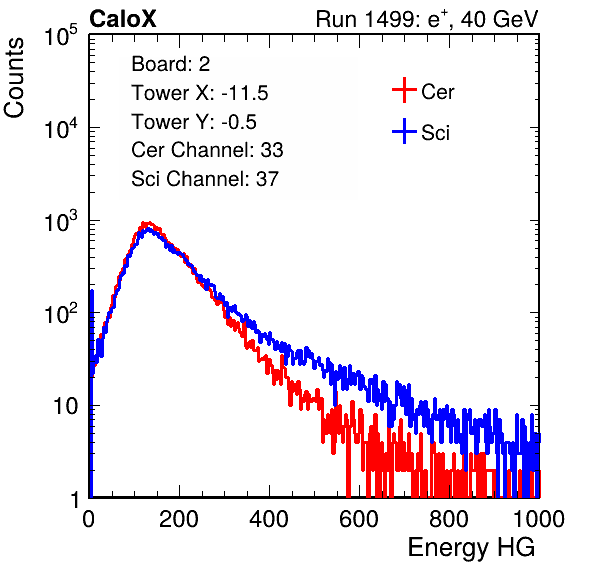 CaloX Run 1499: e⁺, 40 GeV
Counts
10⁵
10⁴
10³
10²
10
1
Board: 2
Tower X: -11.5
Tower Y: -0.5
Cer Channel: 33
Sci Channel: 37
Cer
Sci
0 200 400 600 800 1000
Energy HG